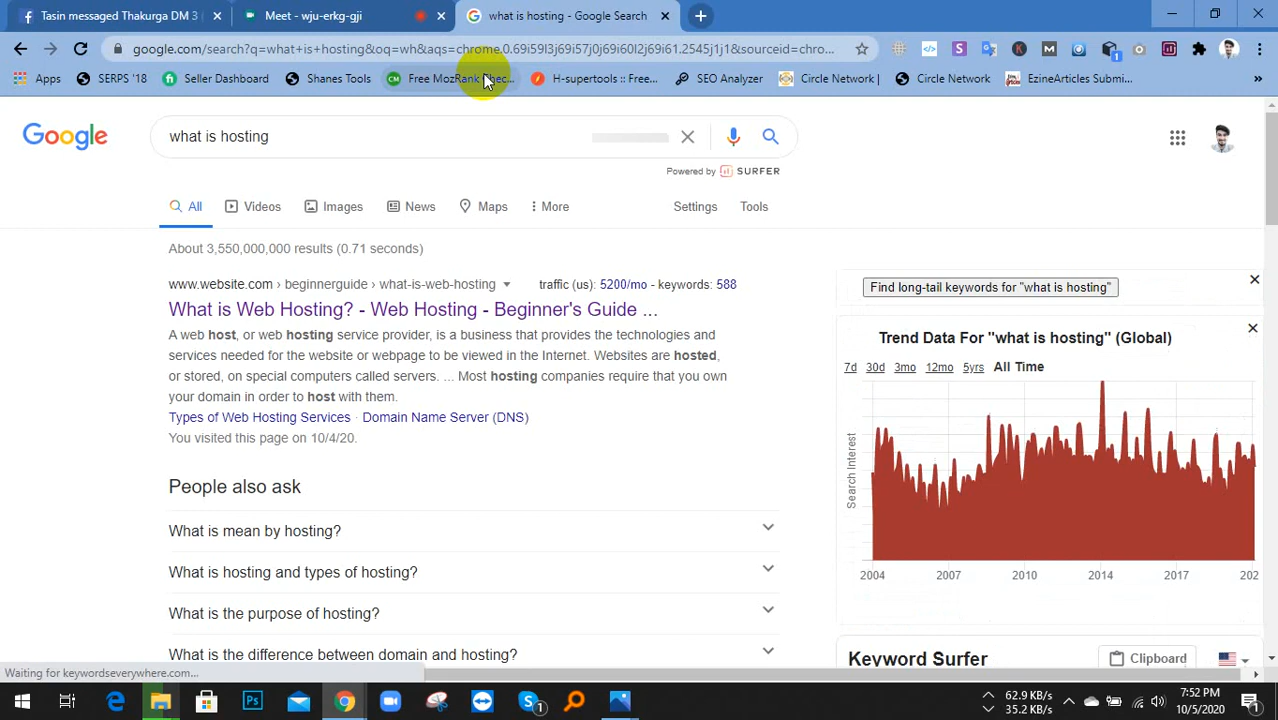 Tasin messaged Thakurga DM 3
Meet - wju-erkg-gji
what is hosting - Google Search
google.com/search?q=what+is+hosting&oq=wh&aqs=chrome.0.69i59l3j69i57j0j69i60l2j69i61.2545j1j1&sourceid=chro...
Apps
SERPS '18
Seller Dashboard
Shanes Tools
Free MozRank Chec...
H-supertools :: Free...
SEO Analyzer
Circle Network |
Circle Network
EzineArticles Submi...
»
Google
what is hosting
Powered by SURFER
All
Videos
Images
News
Maps
More
Settings
Tools
About 3,550,000,000 results (0.71 seconds)
www.website.com › beginnerguide › what-is-web-hosting ▼ traffic (us): 5200/mo - keywords: 588
What is Web Hosting? - Web Hosting - Beginner's Guide ...
A web host, or web hosting service provider, is a business that provides the technologies and
services needed for the website or webpage to be viewed in the Internet. Websites are hosted,
or stored, on special computers called servers. ... Most hosting companies require that you own
your domain in order to host with them.
Types of Web Hosting Services · Domain Name Server (DNS)
You visited this page on 10/4/20.
People also ask
What is mean by hosting?
What is hosting and types of hosting?
What is the purpose of hosting?
What is the difference between domain and hosting?
Find long-tail keywords for "what is hosting"
Trend Data For "what is hosting" (Global)
7d 30d 3mo 12mo 5yrs All Time
Search Interest
2004 2007 2010 2014 2017 202
Keyword Surfer
Clipboard
Waiting for keywordseverywhere.com...
62.9 KB/s
35.2 KB/s
7:52 PM
10/5/2020